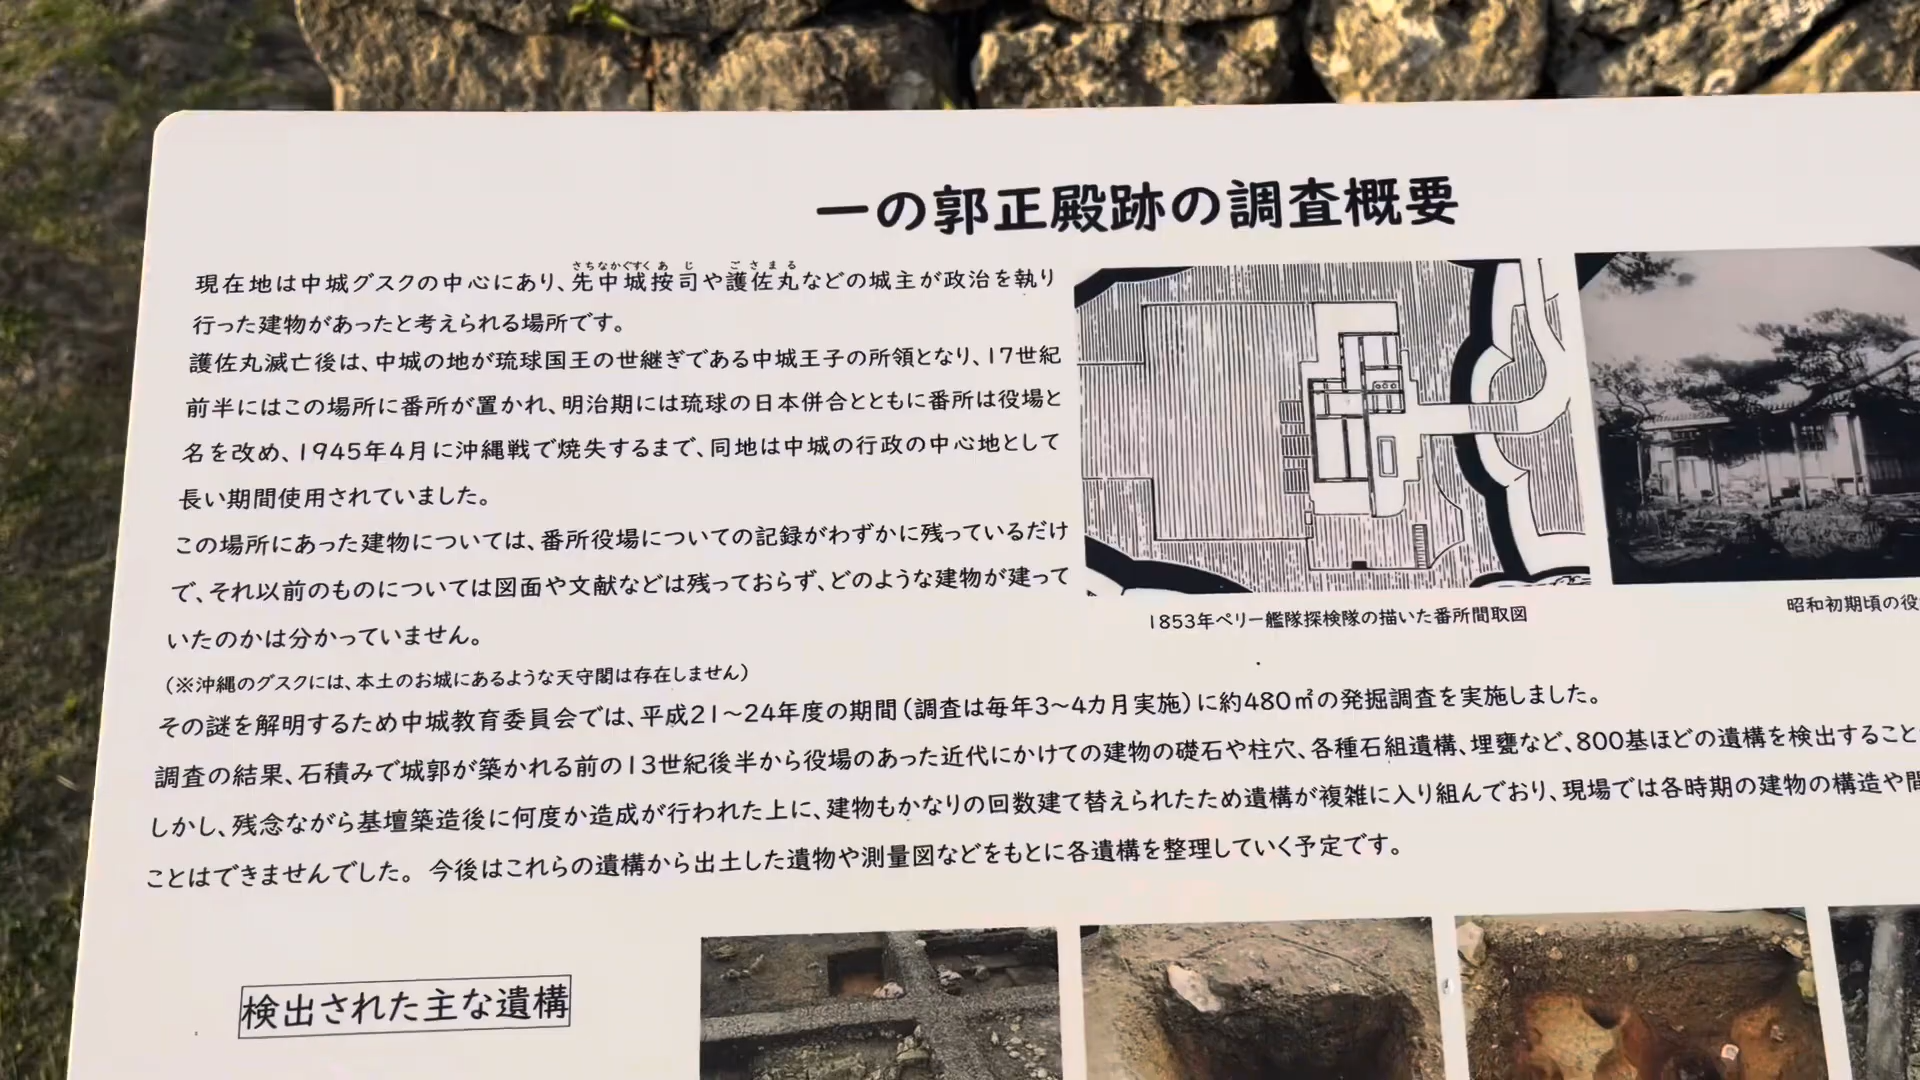 一の郭正殿跡の調査概要
さちなかぐすく あ じ ご さ ま る
現在地は中城グスクの中心にあり、先中城按司や護佐丸などの城主が政治を執り
行った建物があったと考えられる場所です。
護佐丸滅亡後は、中城の地が琉球国王の世継ぎである中城王子の所領となり、17世紀
前半にはこの場所に番所が置かれ、明治期には琉球の日本併合とともに番所は役場と
名を改め、1945年4月に沖縄戦で焼失するまで、同地は中城の行政の中心地として
長い期間使用されていました。
この場所にあった建物については、番所役場についての記録がわずかに残っているだけ
で、それ以前のものについては図面や文献などは残っておらず、どのような建物が建って
いたのかは分かっていません。
（※沖縄のグスクには、本土のお城にあるような天守閣は存在しません）
1853年ペリー艦隊探検隊の描いた番所間取図
昭和初期頃の役
その謎を解明するため中城教育委員会では、平成21～24年度の期間（調査は毎年3～4カ月実施）に約480㎡の発掘調査を実施しました。
調査の結果、石積みで城郭が築かれる前の13世紀後半から役場のあった近代にかけての建物の礎石や柱穴、各種石組遺構、埋甕など、800基ほどの遺構を検出すること
しかし、残念ながら基壇築造後に何度か造成が行われた上に、建物もかなりの回数建て替えられたため遺構が複雑に入り組んでおり、現場では各時期の建物の構造や間
ことはできませんでした。今後はこれらの遺構から出土した遺物や測量図などをもとに各遺構を整理していく予定です。
検出された主な遺構